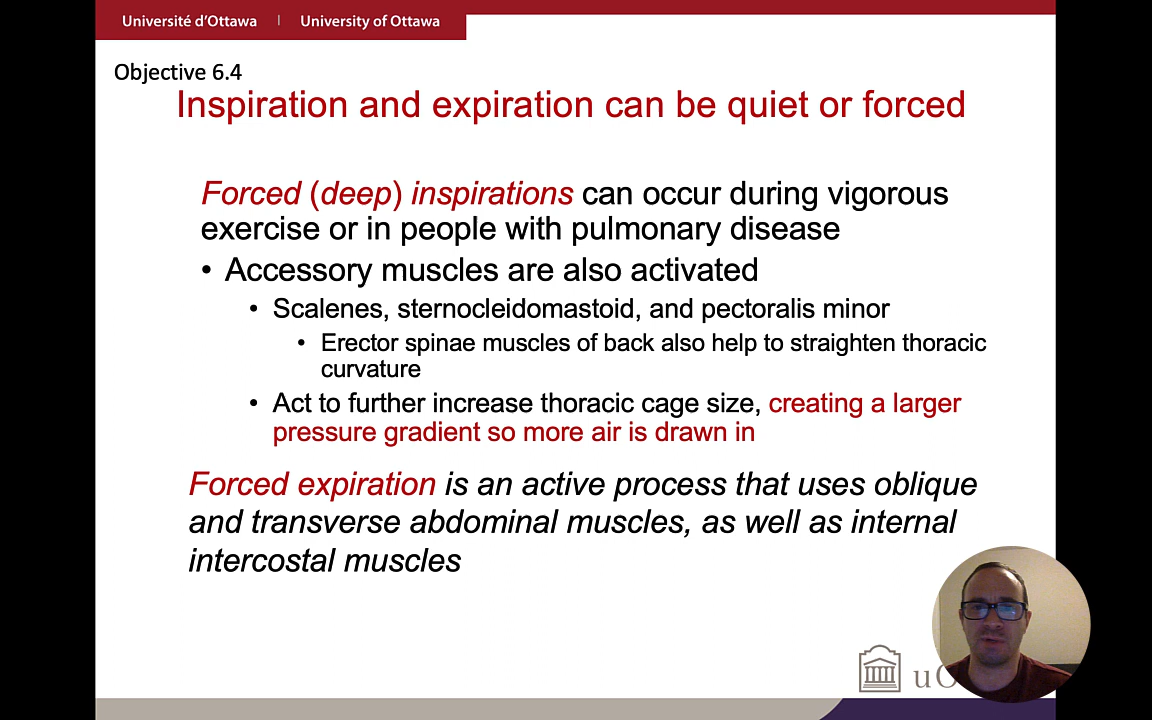 Université d'Ottawa | University of Ottawa
Objective 6.4
Inspiration and expiration can be quiet or forced
Forced (deep) inspirations can occur during vigorous
exercise or in people with pulmonary disease
• Accessory muscles are also activated
• Scalenes, sternocleidomastoid, and pectoralis minor
• Erector spinae muscles of back also help to straighten thoracic
curvature
• Act to further increase thoracic cage size, creating a larger
pressure gradient so more air is drawn in
Forced expiration is an active process that uses oblique
and transverse abdominal muscles, as well as internal
intercostal muscles